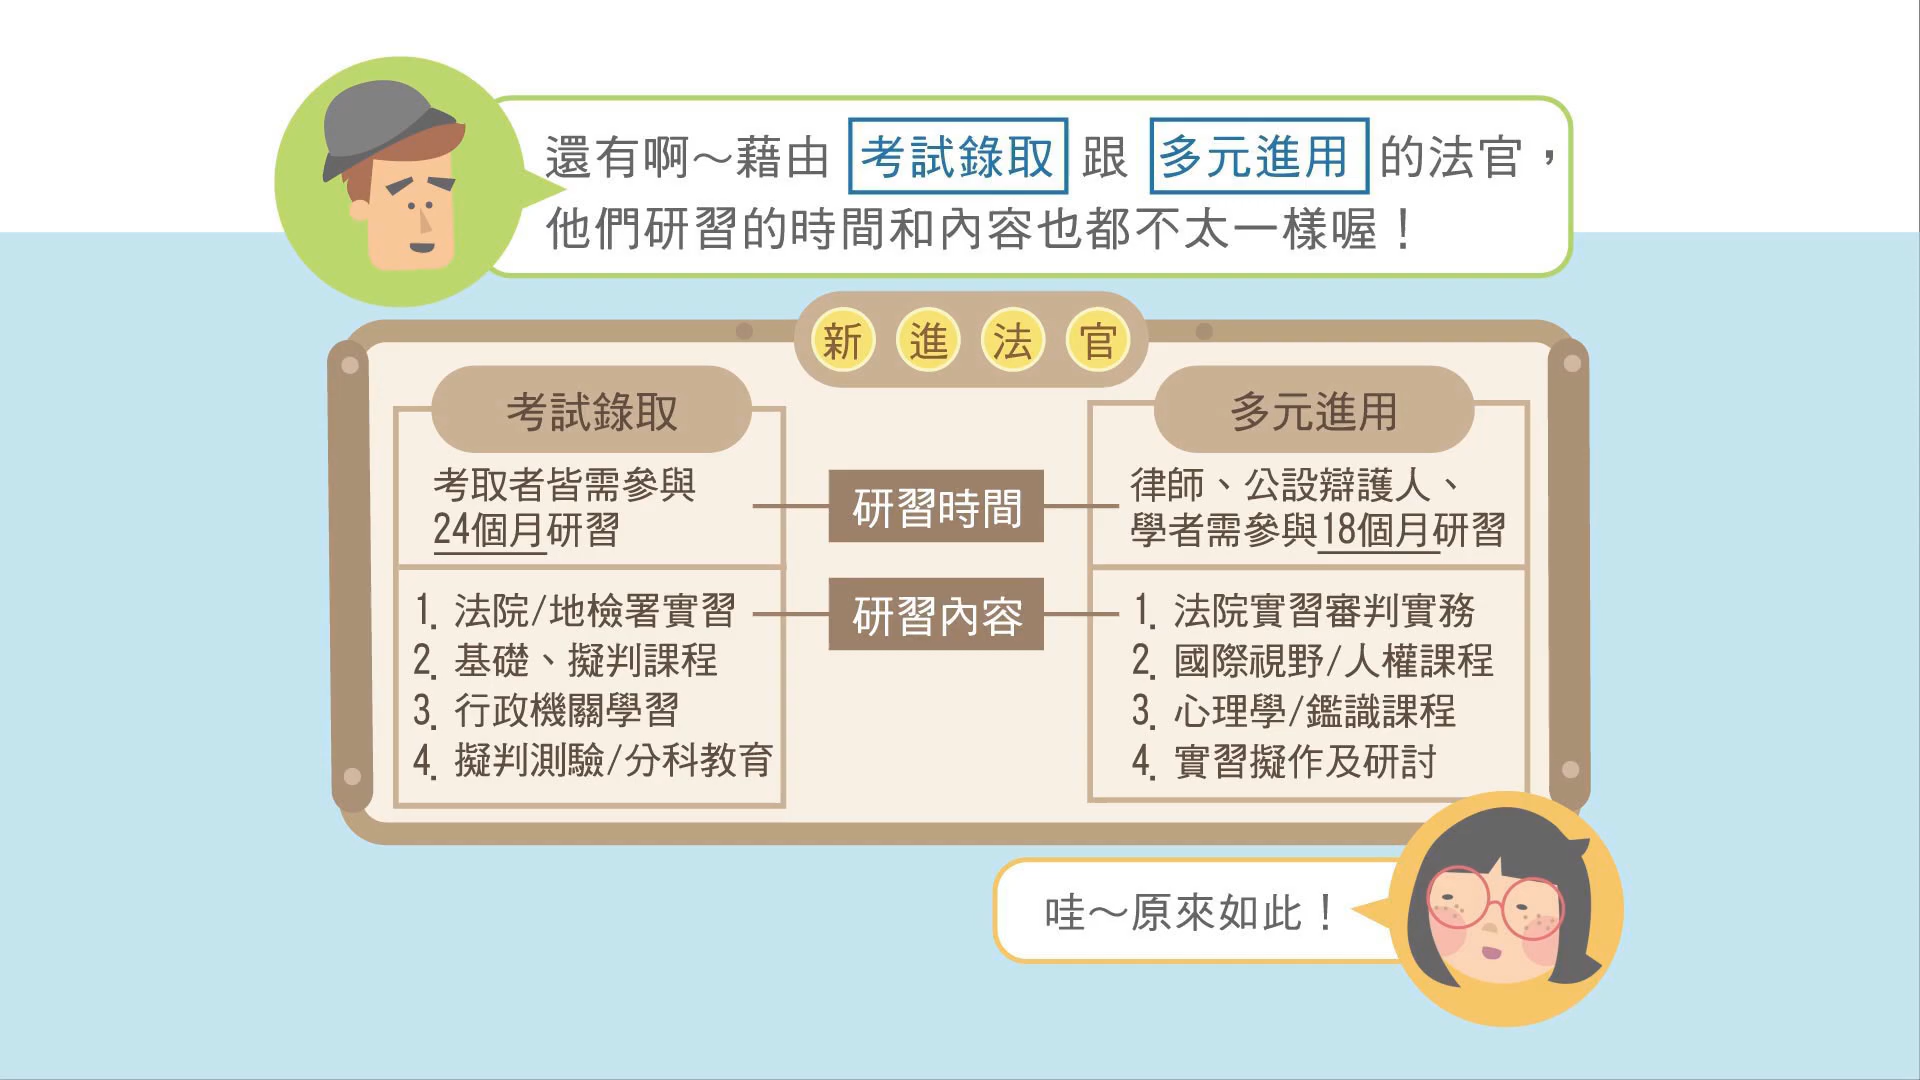 還有啊～藉由 考試錄取 跟 多元進用 的法官，
他們研習的時間和內容也都不太一樣喔！
新進法官
考試錄取
考取者皆需參與
24個月研習
1. 法院/地檢署實習
2. 基礎、擬判課程
3. 行政機關學習
4. 擬判測驗/分科教育
研習時間
研習內容
多元進用
律師、公設辯護人、
學者需參與18個月研習
1. 法院實習審判實務
2. 國際視野/人權課程
3. 心理學/鑑識課程
4. 實習擬作及研討
哇～原來如此！